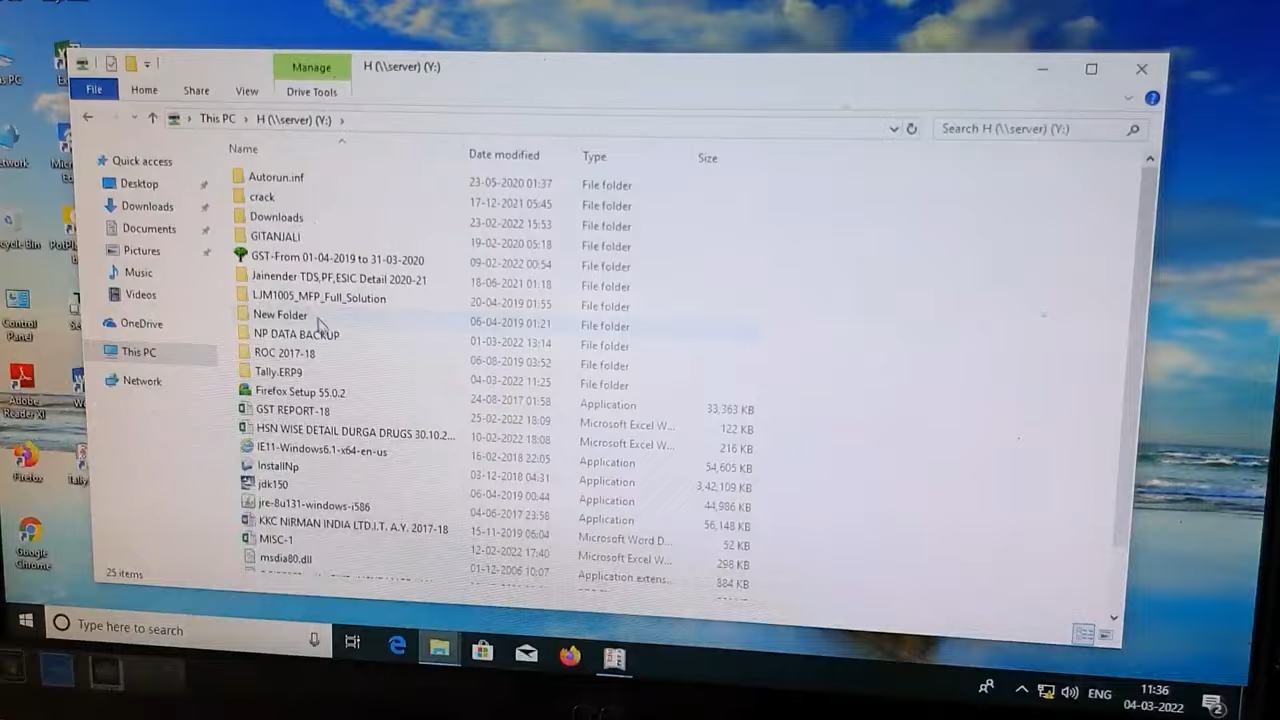 Manage
H (\\server) (Y:)
File
Home
Share
View
Drive Tools
This PC > H (\\server) (Y:) >
Search H (\\server) (Y:)
Name
Date modified
Type
Size
Quick access
Desktop
Downloads
Documents
Pictures
Music
Videos
OneDrive
This PC
Network
Autorun.inf 23-05-2020 01:37 File folder
crack 17-12-2021 05:45 File folder
Downloads 23-02-2022 15:53 File folder
GITANJALI 19-02-2020 05:18 File folder
GST-From 01-04-2019 to 31-03-2020 09-02-2022 00:54 File folder
Jainender TDS,PF,ESIC Detail 2020-21 18-06-2021 01:18 File folder
LJM1005_MFP_Full_Solution 20-04-2019 01:55 File folder
New Folder 06-04-2019 01:21 File folder
NP DATA BACKUP 01-03-2022 13:14 File folder
ROC 2017-18 06-08-2019 03:52 File folder
Tally.ERP9 04-03-2022 11:25 File folder
Firefox Setup 55.0.2 24-08-2017 01:58 Application 33,363 KB
GST REPORT-18 25-02-2022 18:09 Microsoft Excel W... 122 KB
HSN WISE DETAIL DURGA DRUGS 30.10.2... 10-02-2022 18:08 Microsoft Excel W... 216 KB
IE11-Windows6.1-x64-en-us 16-02-2018 22:05 Application 54,605 KB
InstallNp 03-12-2018 04:31 Application 3,42,109 KB
jdk150 06-04-2019 00:44 Application 44,986 KB
jre-8u131-windows-i586 04-06-2017 23:58 Application 56,148 KB
KKC NIRMAN INDIA LTD.I.T. A.Y. 2017-18 15-11-2019 06:04 Microsoft Word D... 52 KB
MISC-1 12-02-2022 17:40 Microsoft Excel W... 298 KB
msdia80.dll 01-12-2006 10:07 Application extens... 884 KB
25 items
Control
Panel
Adobe
Reader XI
Firefox
Google
Chrome
Type here to search
ENG
11:36
04-03-2022
2